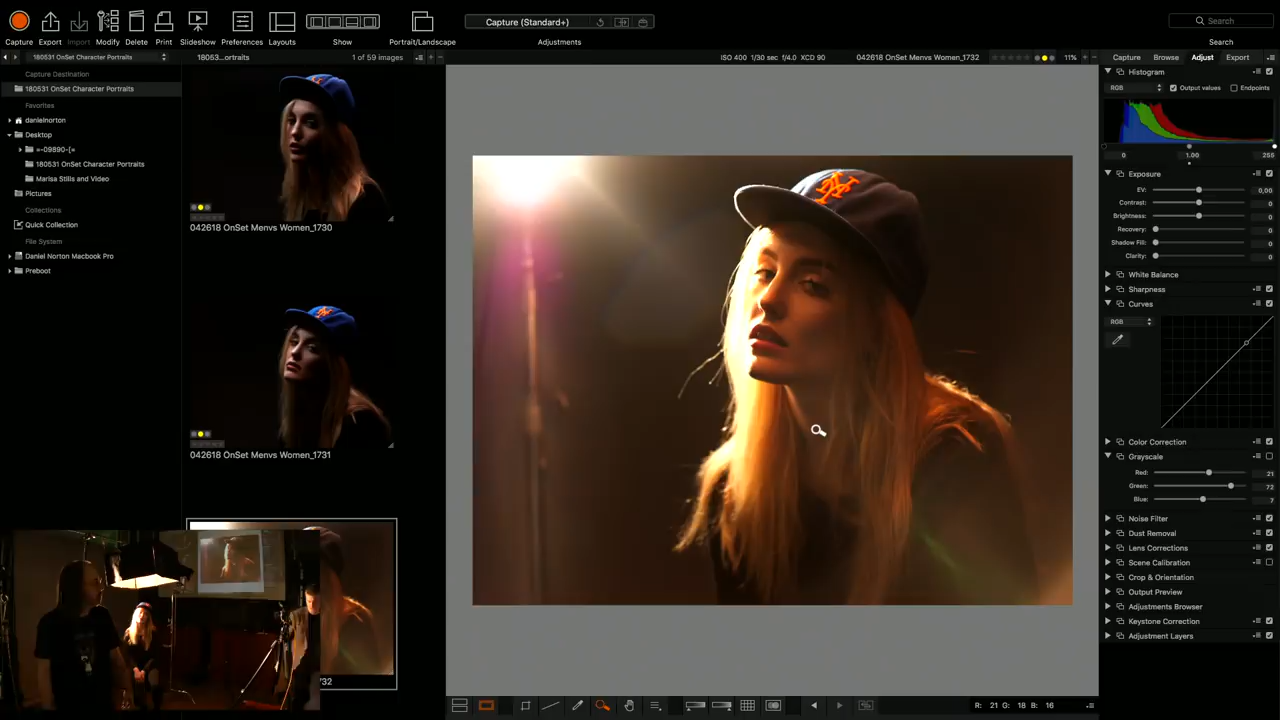 Capture (Standard+)
Search
Capture
Export
Import
Modify
Delete
Print
Slideshow
Preferences
Layouts
Show
Portrait/Landscape
Adjustments
Search
180531 OnSet Character Portraits
18053...ortraits
1 of 59 images
ISO 400 1/30 sec f/4.0 XCD 90
042618 OnSet Menvs Women_1732
11%
Capture
Browse
Adjust
Export
Capture Destination
180531 OnSet Character Portraits
Favorites
danielnorton
Desktop
=-09890-[=
180531 OnSet Character Portraits
Marisa Stills and Video
Pictures
Collections
Quick Collection
File System
Daniel Norton Macbook Pro
Preboot
042618 OnSet Menvs Women_1730
042618 OnSet Menvs Women_1731
732
NY
Histogram
RGB
Output values
Endpoints
0
1.00
255
Exposure
EV: 0,00
Contrast: 0
Brightness: 0
Recovery: 0
Shadow Fill: 0
Clarity: 0
White Balance
Sharpness
Curves
RGB
Color Correction
Grayscale
Red: 21
Green: 72
Blue: 7
Noise Filter
Dust Removal
Lens Corrections
Scene Calibration
Crop & Orientation
Output Preview
Adjustments Browser
Keystone Correction
Adjustment Layers
R: 21 G: 18 B: 16